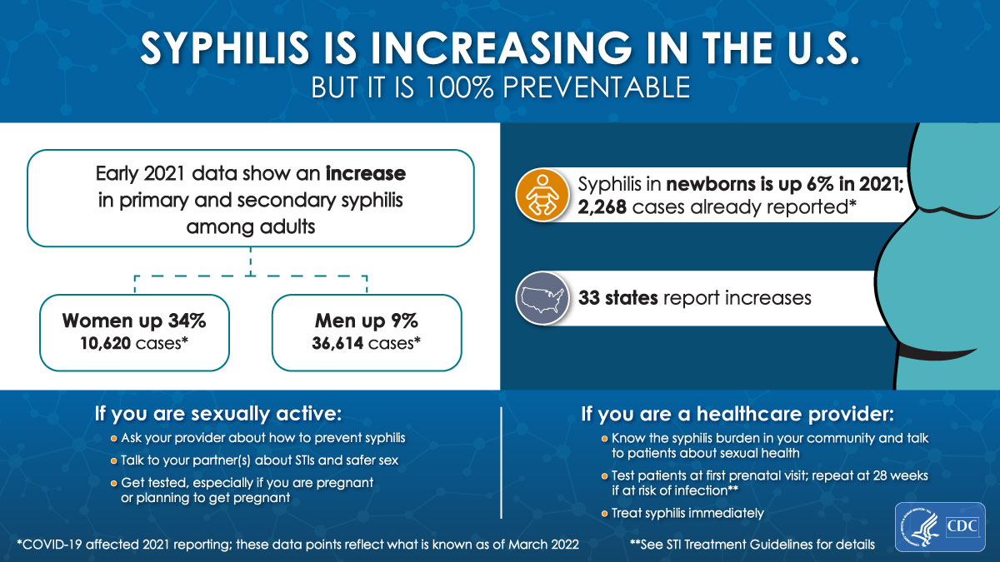 SYPHILIS IS INCREASING IN THE U.S.
BUT IT IS 100% PREVENTABLE
Early 2021 data show an increase
in primary and secondary syphilis
among adults
Women up 34%
10,620 cases*
Men up 9%
36,614 cases*
Syphilis in newborns is up 6% in 2021;
2,268 cases already reported*
33 states report increases
If you are sexually active:
Ask your provider about how to prevent syphilis
Talk to your partner(s) about STIs and safer sex
Get tested, especially if you are pregnant
or planning to get pregnant
If you are a healthcare provider:
Know the syphilis burden in your community and talk
to patients about sexual health
Test patients at first prenatal visit; repeat at 28 weeks
if at risk of infection**
Treat syphilis immediately
*COVID-19 affected 2021 reporting; these data points reflect what is known as of March 2022
**See STI Treatment Guidelines for details
CDC